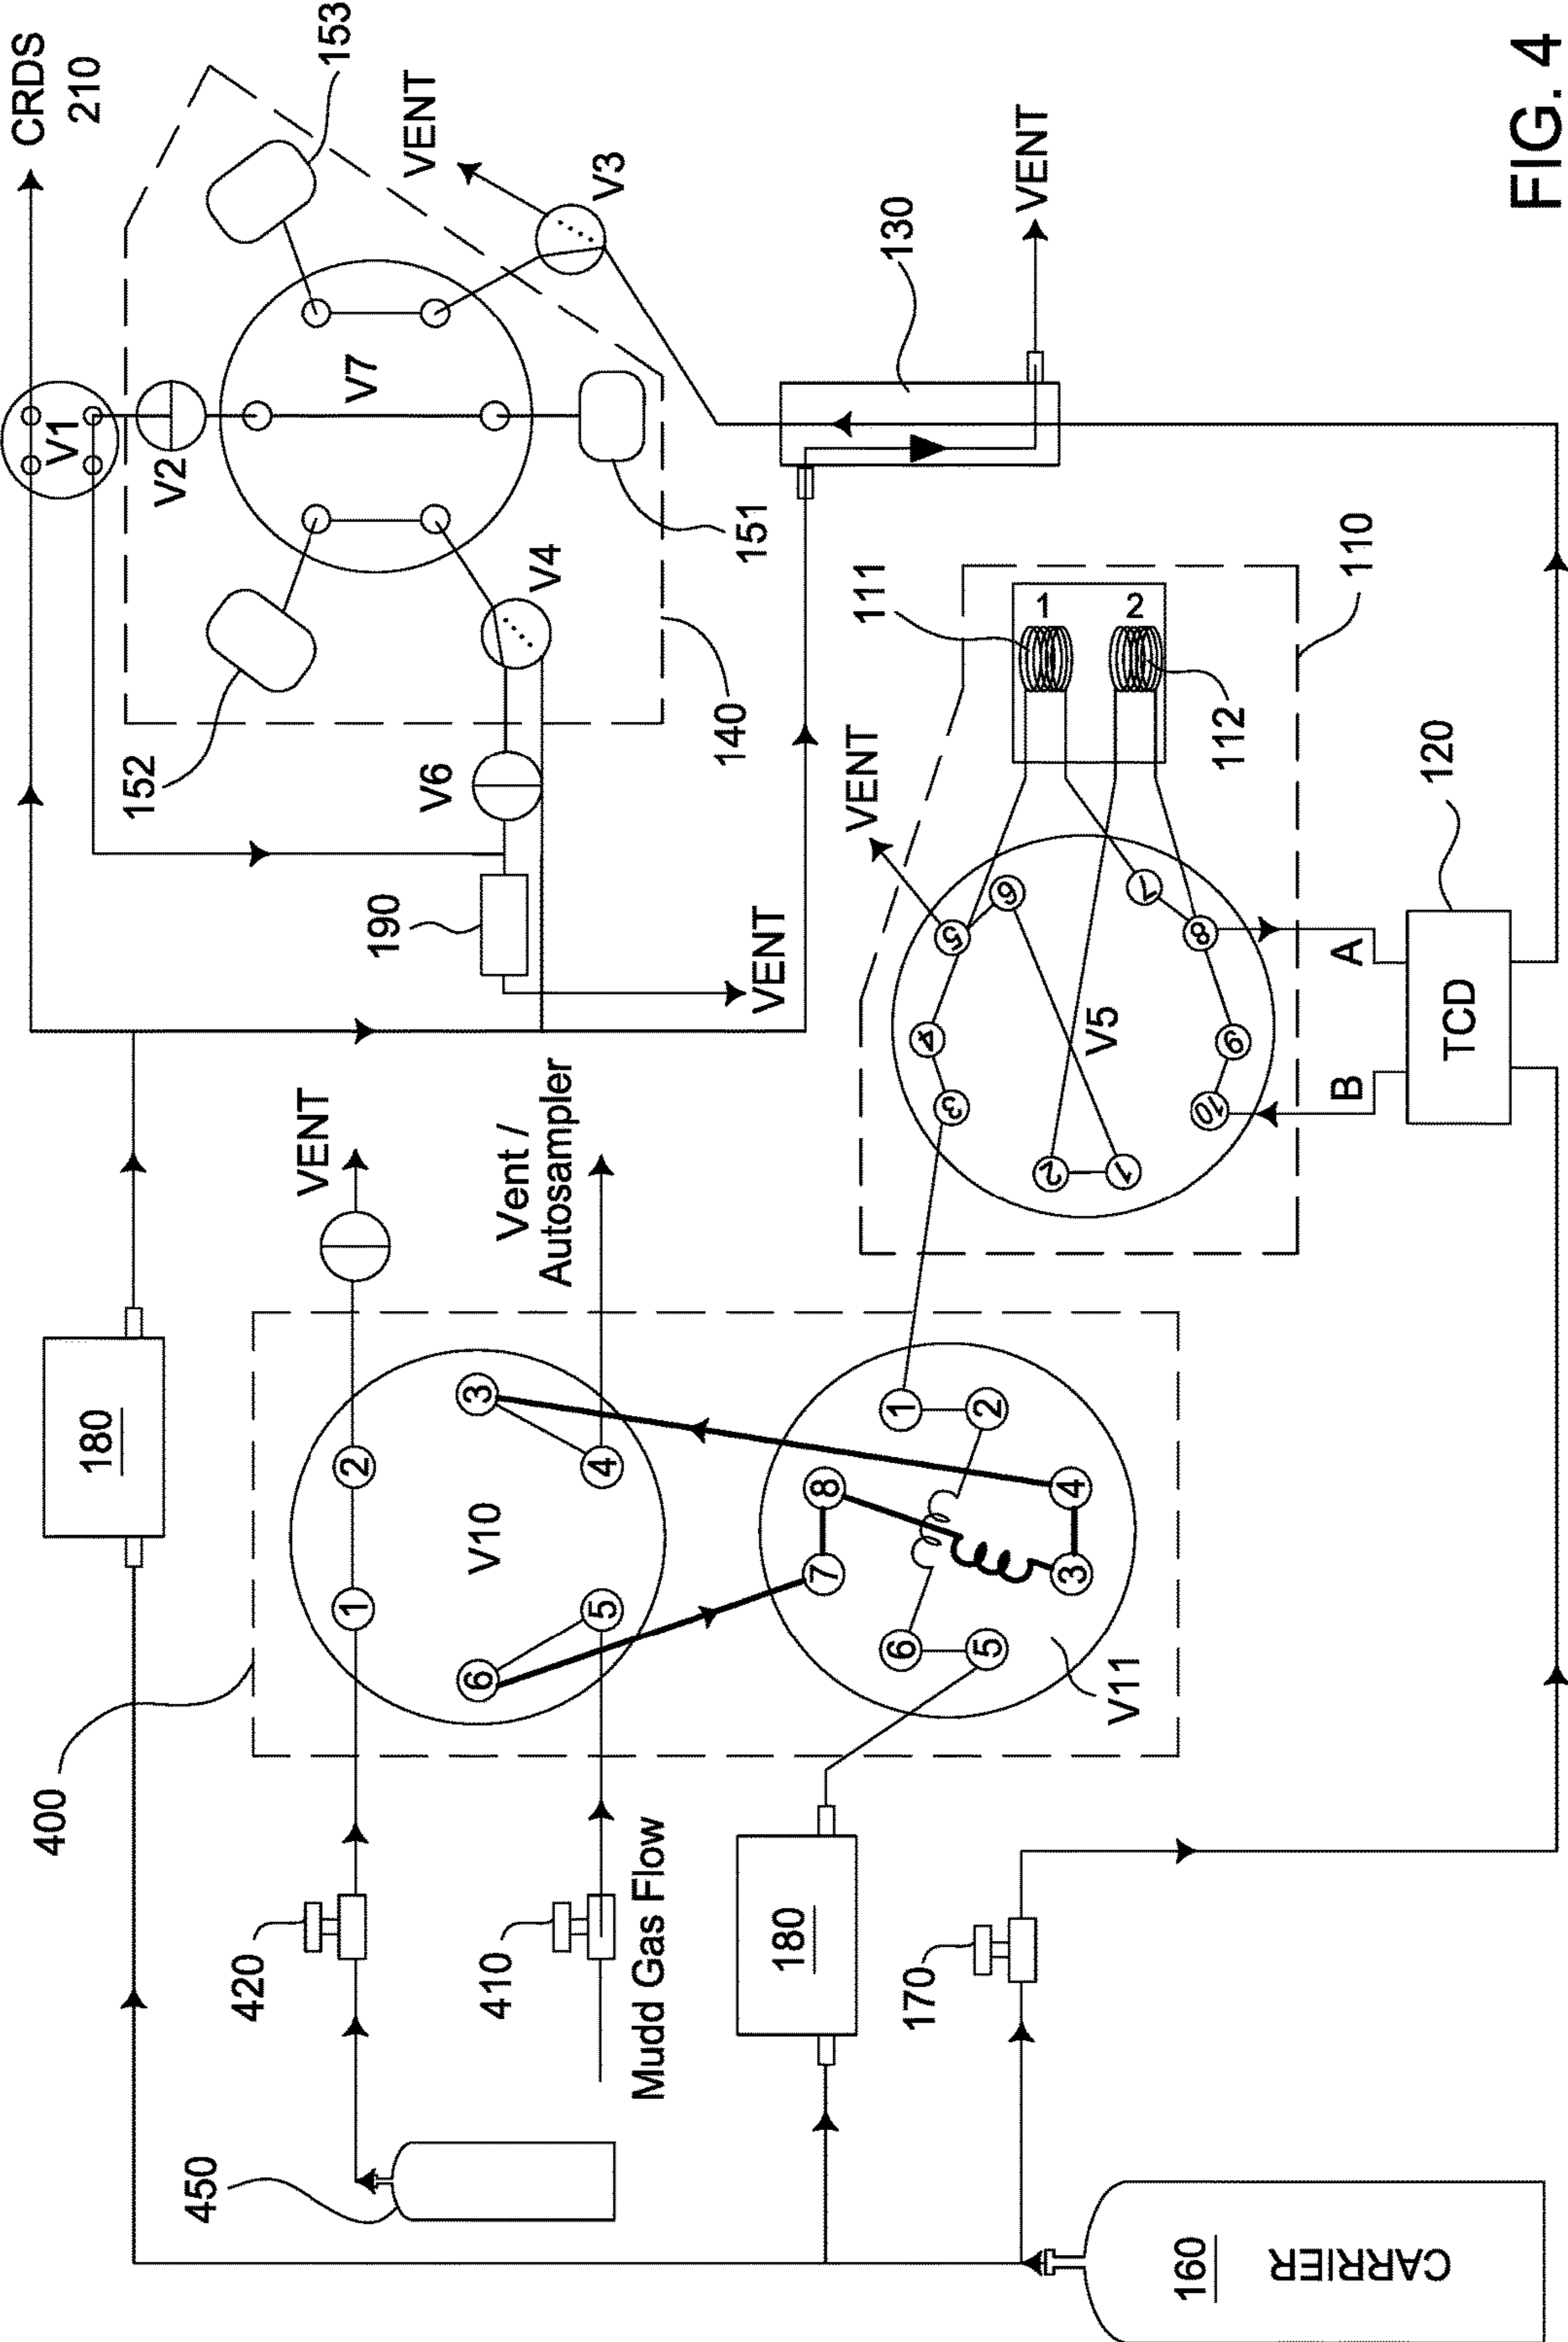 CRDS
210
153
VENT
V1
V2
V7
V3
152
V4
151
V6
140
190
VENT
130
VENT
180
VENT
Vent /
Autosampler
VENT
111
1
2
112
110
5
6
4
3
7
8
9
10
2
1
V5
A
B
TCD
120
400
1
2
3
4
5
6
V10
1
2
3
4
5
6
7
8
V11
420
410
Mudd Gas Flow
180
170
450
160
CARRIER
FIG. 4